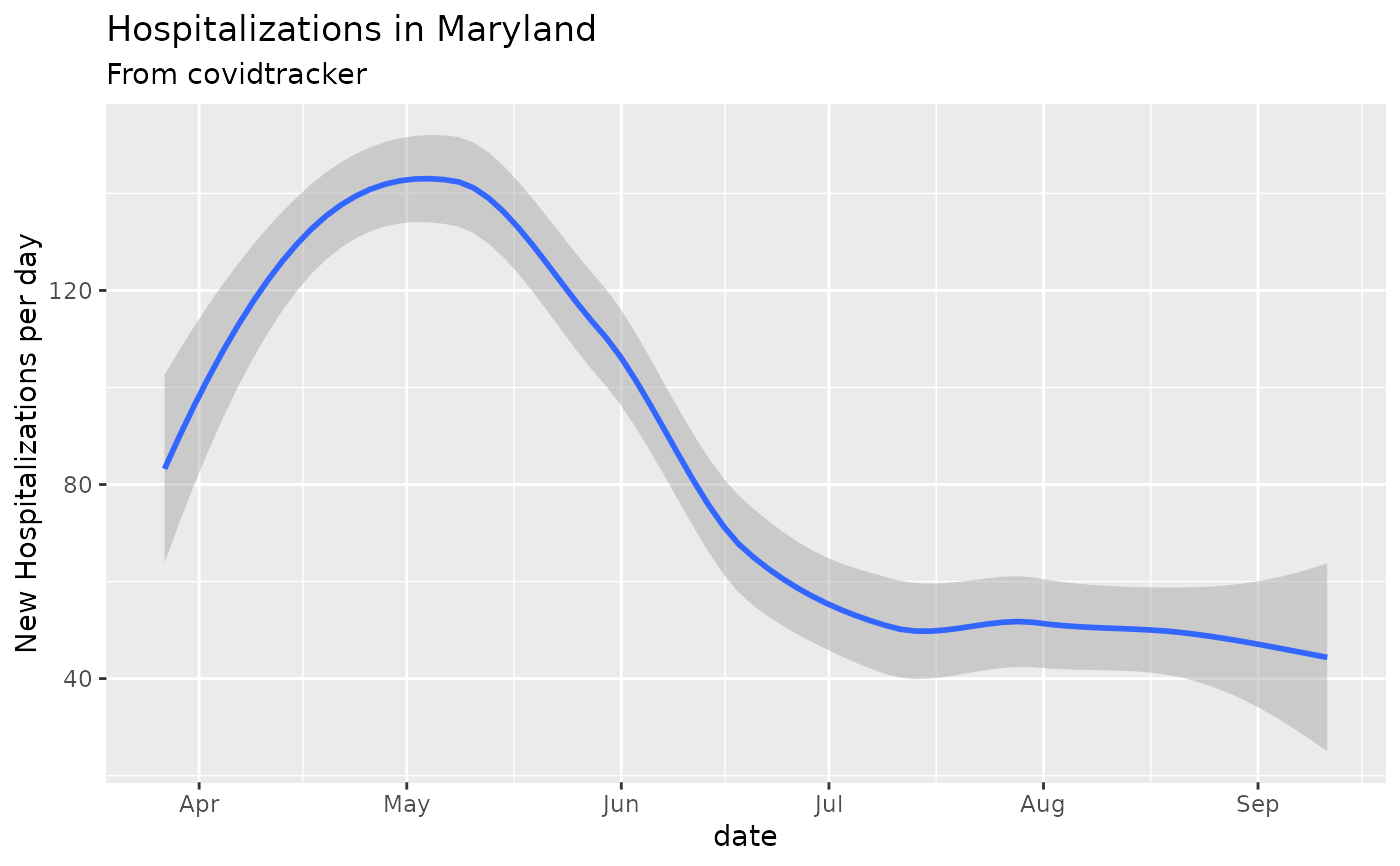 Hospitalizations in Maryland
From covidtracker
New Hospitalizations per day
120
80
40
Apr May Jun Jul Aug Sep
date